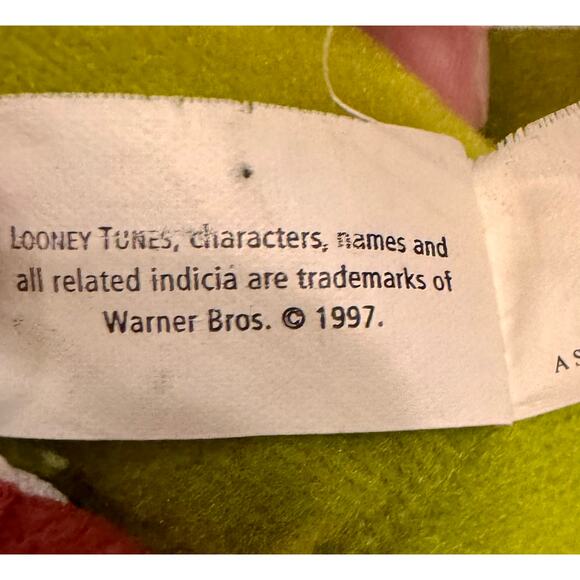 LOONEY TUNES, characters, names and
all related indicia are trademarks of
Warner Bros. © 1997.
A S